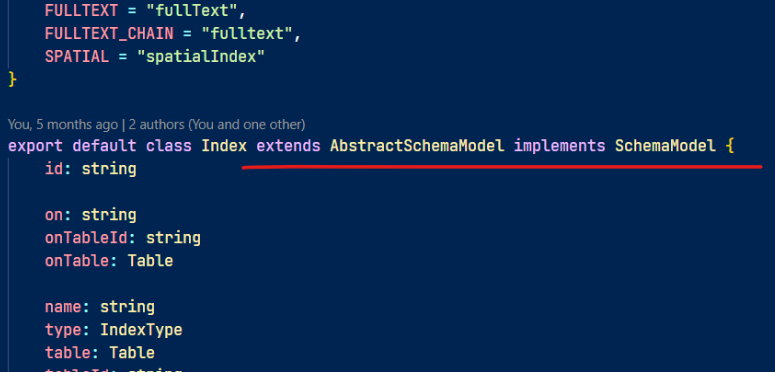 FULLTEXT = "fullText",
FULLTEXT_CHAIN = "fulltext",
SPATIAL = "spatialIndex"
}
You, 5 months ago | 2 authors (You and one other)
export default class Index extends AbstractSchemaModel implements SchemaModel {
id: string
on: string
onTableId: string
onTable: Table
name: string
type: IndexType
table: Table
tableId: string